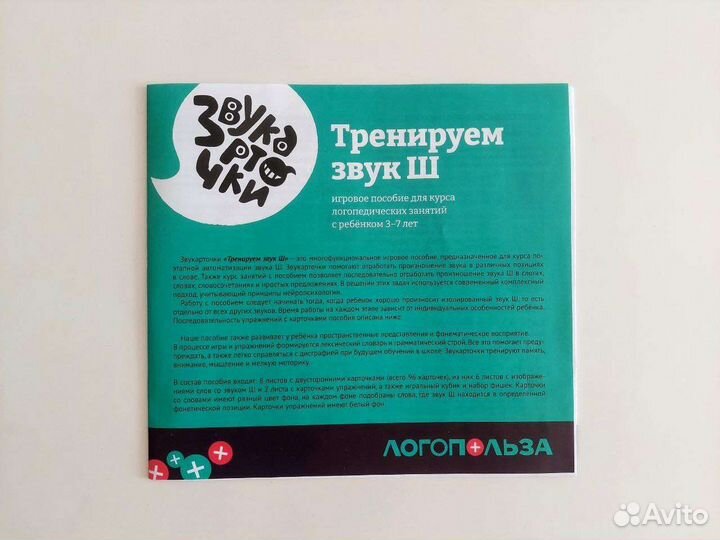 Звука
рто
чки
Тренируем
звук Ш
игровое пособие для курса
логопедических занятий
с ребёнком 3–7 лет
Звукарточки «Тренируем звук Ш» — это многофункциональное игровое пособие, предназначенное для курса по-
этапной автоматизации звука Ш. Звукарточки помогают отработать произношение звука в различных позициях
в слове. Также курс занятий с пособием позволяет последовательно отработать произношение звука Ш в слогах,
словах, словосочетаниях и простых предложениях. В решении этих задач используется современный комплексный
подход, учитывающий принципы нейропсихологии.
Работу с пособием следует начинать тогда, когда ребенок хорошо произносит изолированный звук Ш, то есть
отдельно от всех других звуков. Время работы на каждом этапе зависит от индивидуальных особенностей ребёнка.
Последовательность упражнений с карточками пособия описана ниже.
Наше пособие также развивает у ребёнка пространственные представления и фонематическое восприятие.
В процессе игры и упражнений формируется лексический словарь и грамматический строй. Все это помогает преду-
преждать, а также легко справляться с дисграфией при будущем обучении в школе. Звукарточки тренируют память,
внимание, мышление и мелкую моторику.
В состав пособия входят: 8 листов с двусторонними карточками (всего 96 карточек), из них 6 листов с изображе-
ниями слов со звуком Ш и 2 листа с карточками упражнений, а также игральный кубик и набор фишек. Карточки
со словами имеют разный цвет фона, на каждом фоне подобраны слова, где звук Ш находится в определенной
фонетической позиции. Карточки упражнений имеют белый фон.
ЛОГОПОЛЬЗА
Avito